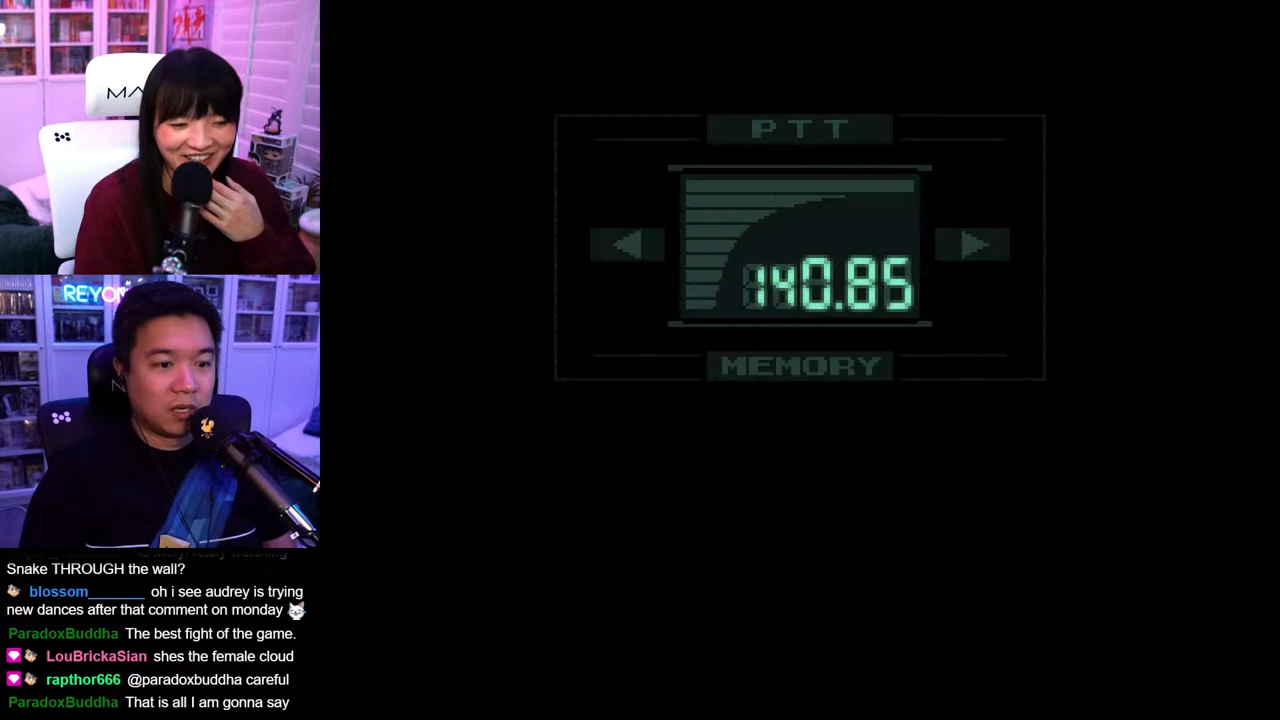 MA
REYO
PTT
140.85
MEMORY
Snake THROUGH the wall?
blossom_______ oh i see audrey is trying
new dances after that comment on monday
ParadoxBuddha The best fight of the game.
LouBrickaSian shes the female cloud
rapthor666 @paradoxbuddha careful
ParadoxBuddha That is all I am gonna say